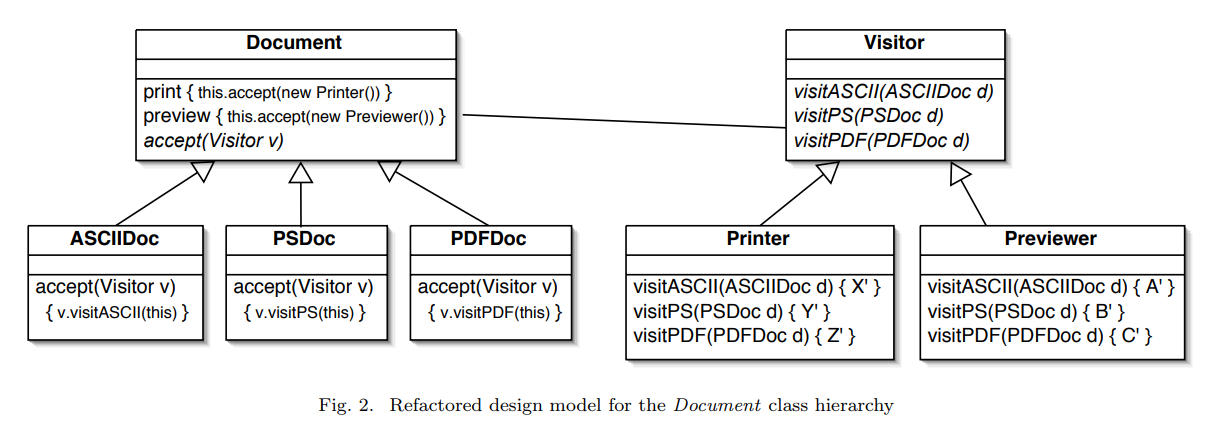 Document
print { this.accept(new Printer()) }
preview { this.accept(new Previewer()) }
accept(Visitor v)
Visitor
visitASCII(ASCIIDoc d)
visitPS(PSDoc d)
visitPDF(PDFDoc d)
ASCIIDoc
accept(Visitor v)
{ v.visitASCII(this) }
PSDoc
accept(Visitor v)
{ v.visitPS(this) }
PDFDoc
accept(Visitor v)
{ v.visitPDF(this) }
Printer
visitASCII(ASCIIDoc d) { X' }
visitPS(PSDoc d) { Y' }
visitPDF(PDFDoc d) { Z' }
Previewer
visitASCII(ASCIIDoc d) { A' }
visitPS(PSDoc d) { B' }
visitPDF(PDFDoc d) { C' }
Fig. 2. Refactored design model for the Document class hierarchy